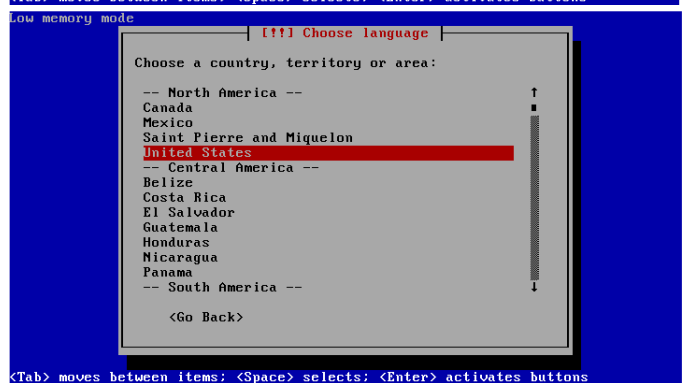 Low memory mode
[!!] Choose language
Choose a country, territory or area:
-- North America --
Canada
Mexico
Saint Pierre and Miquelon
United States
-- Central America --
Belize
Costa Rica
El Salvador
Guatemala
Honduras
Nicaragua
Panama
-- South America --
<Go Back>
<Tab> moves between items; <Space> selects; <Enter> activates buttons